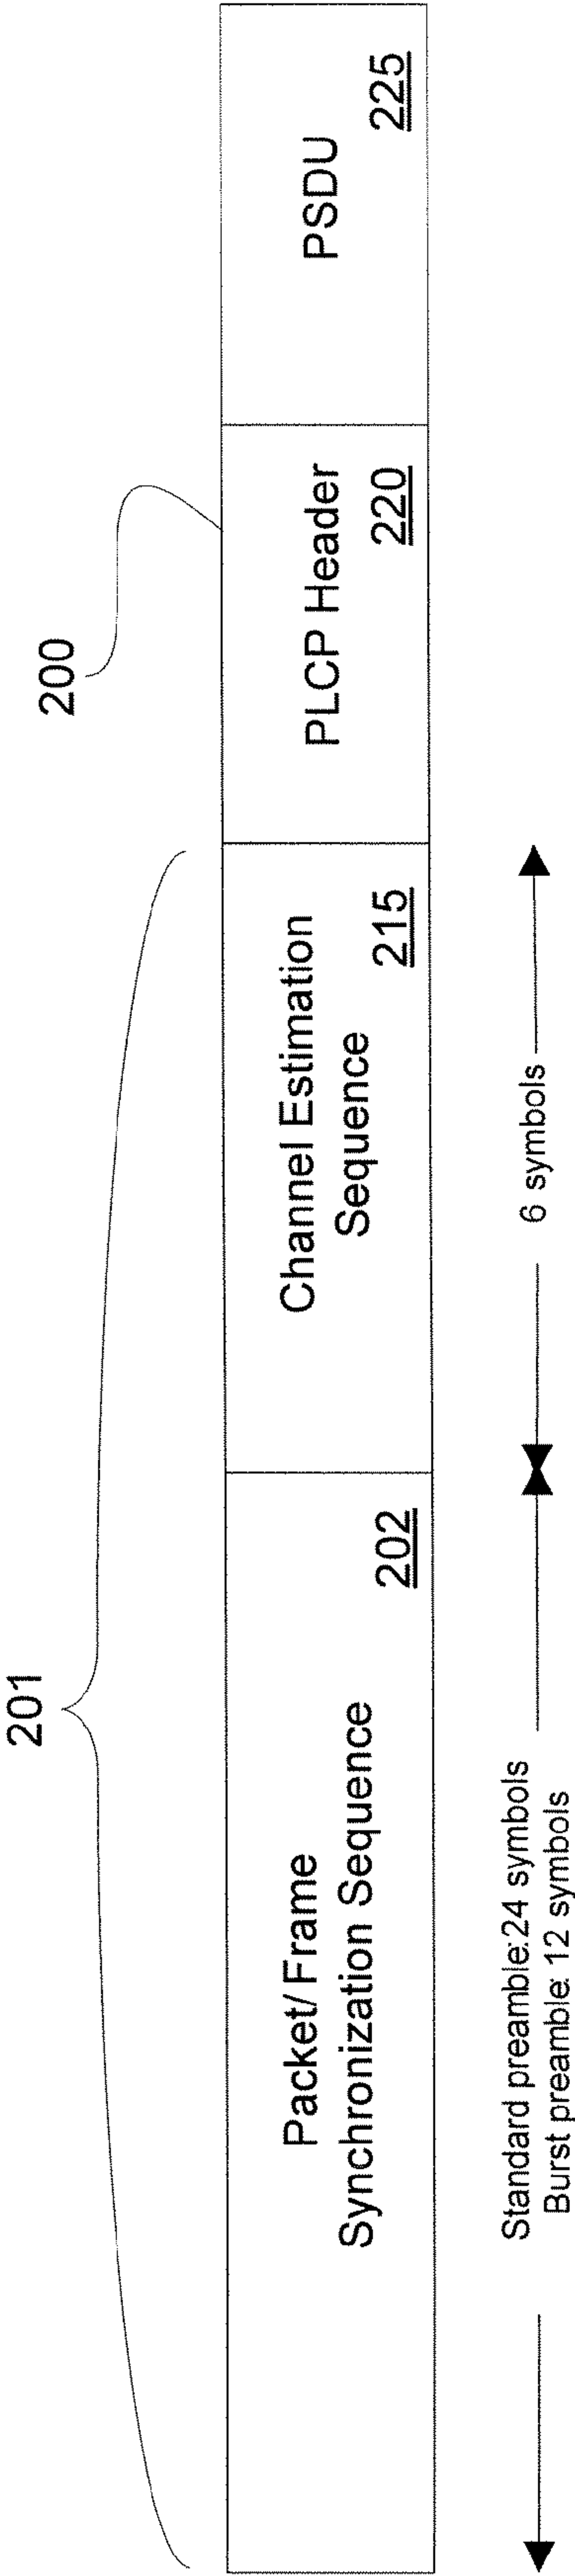 201
200
Packet/ Frame
Synchronization Sequence
202
Channel Estimation
Sequence
215
PLCP Header
220
PSDU
225
Standard preamble: 24 symbols
Burst preamble: 12 symbols
6 symbols